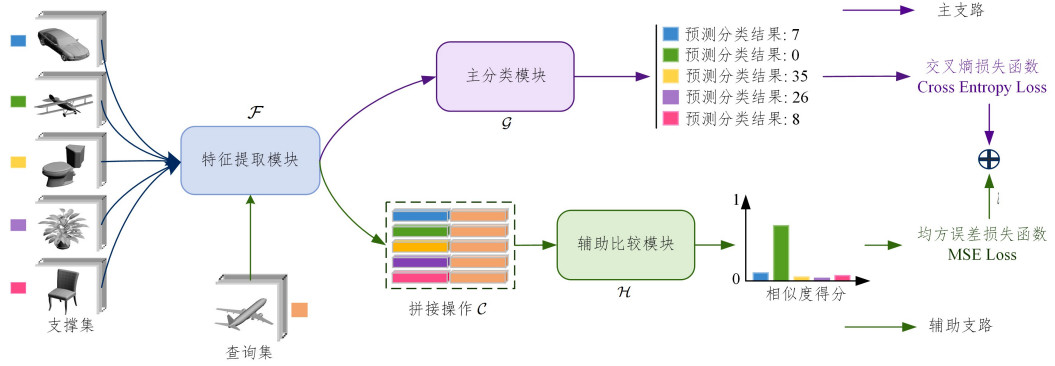 主支路
预测分类结果: 7
预测分类结果: 0
预测分类结果: 35
预测分类结果: 26
预测分类结果: 8
主分类模块
𝒢
交叉熵损失函数
Cross Entropy Loss
ℱ
特征提取模块
1
0
相似度得分
辅助比较模块
ℋ
均方误差损失函数
MSE Loss
拼接操作 𝒞
支撑集
查询集
辅助支路